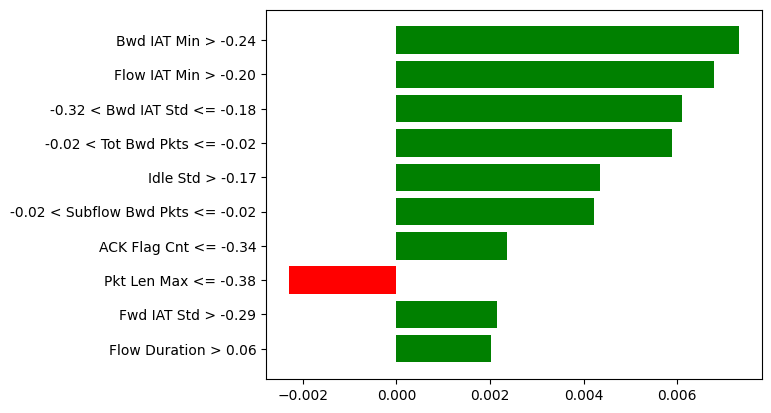 Bwd IAT Min > -0.24
Flow IAT Min > -0.20
-0.32 < Bwd IAT Std <= -0.18
-0.02 < Tot Bwd Pkts <= -0.02
Idle Std > -0.17
-0.02 < Subflow Bwd Pkts <= -0.02
ACK Flag Cnt <= -0.34
Pkt Len Max <= -0.38
Fwd IAT Std > -0.29
Flow Duration > 0.06
−0.002 0.000 0.002 0.004 0.006